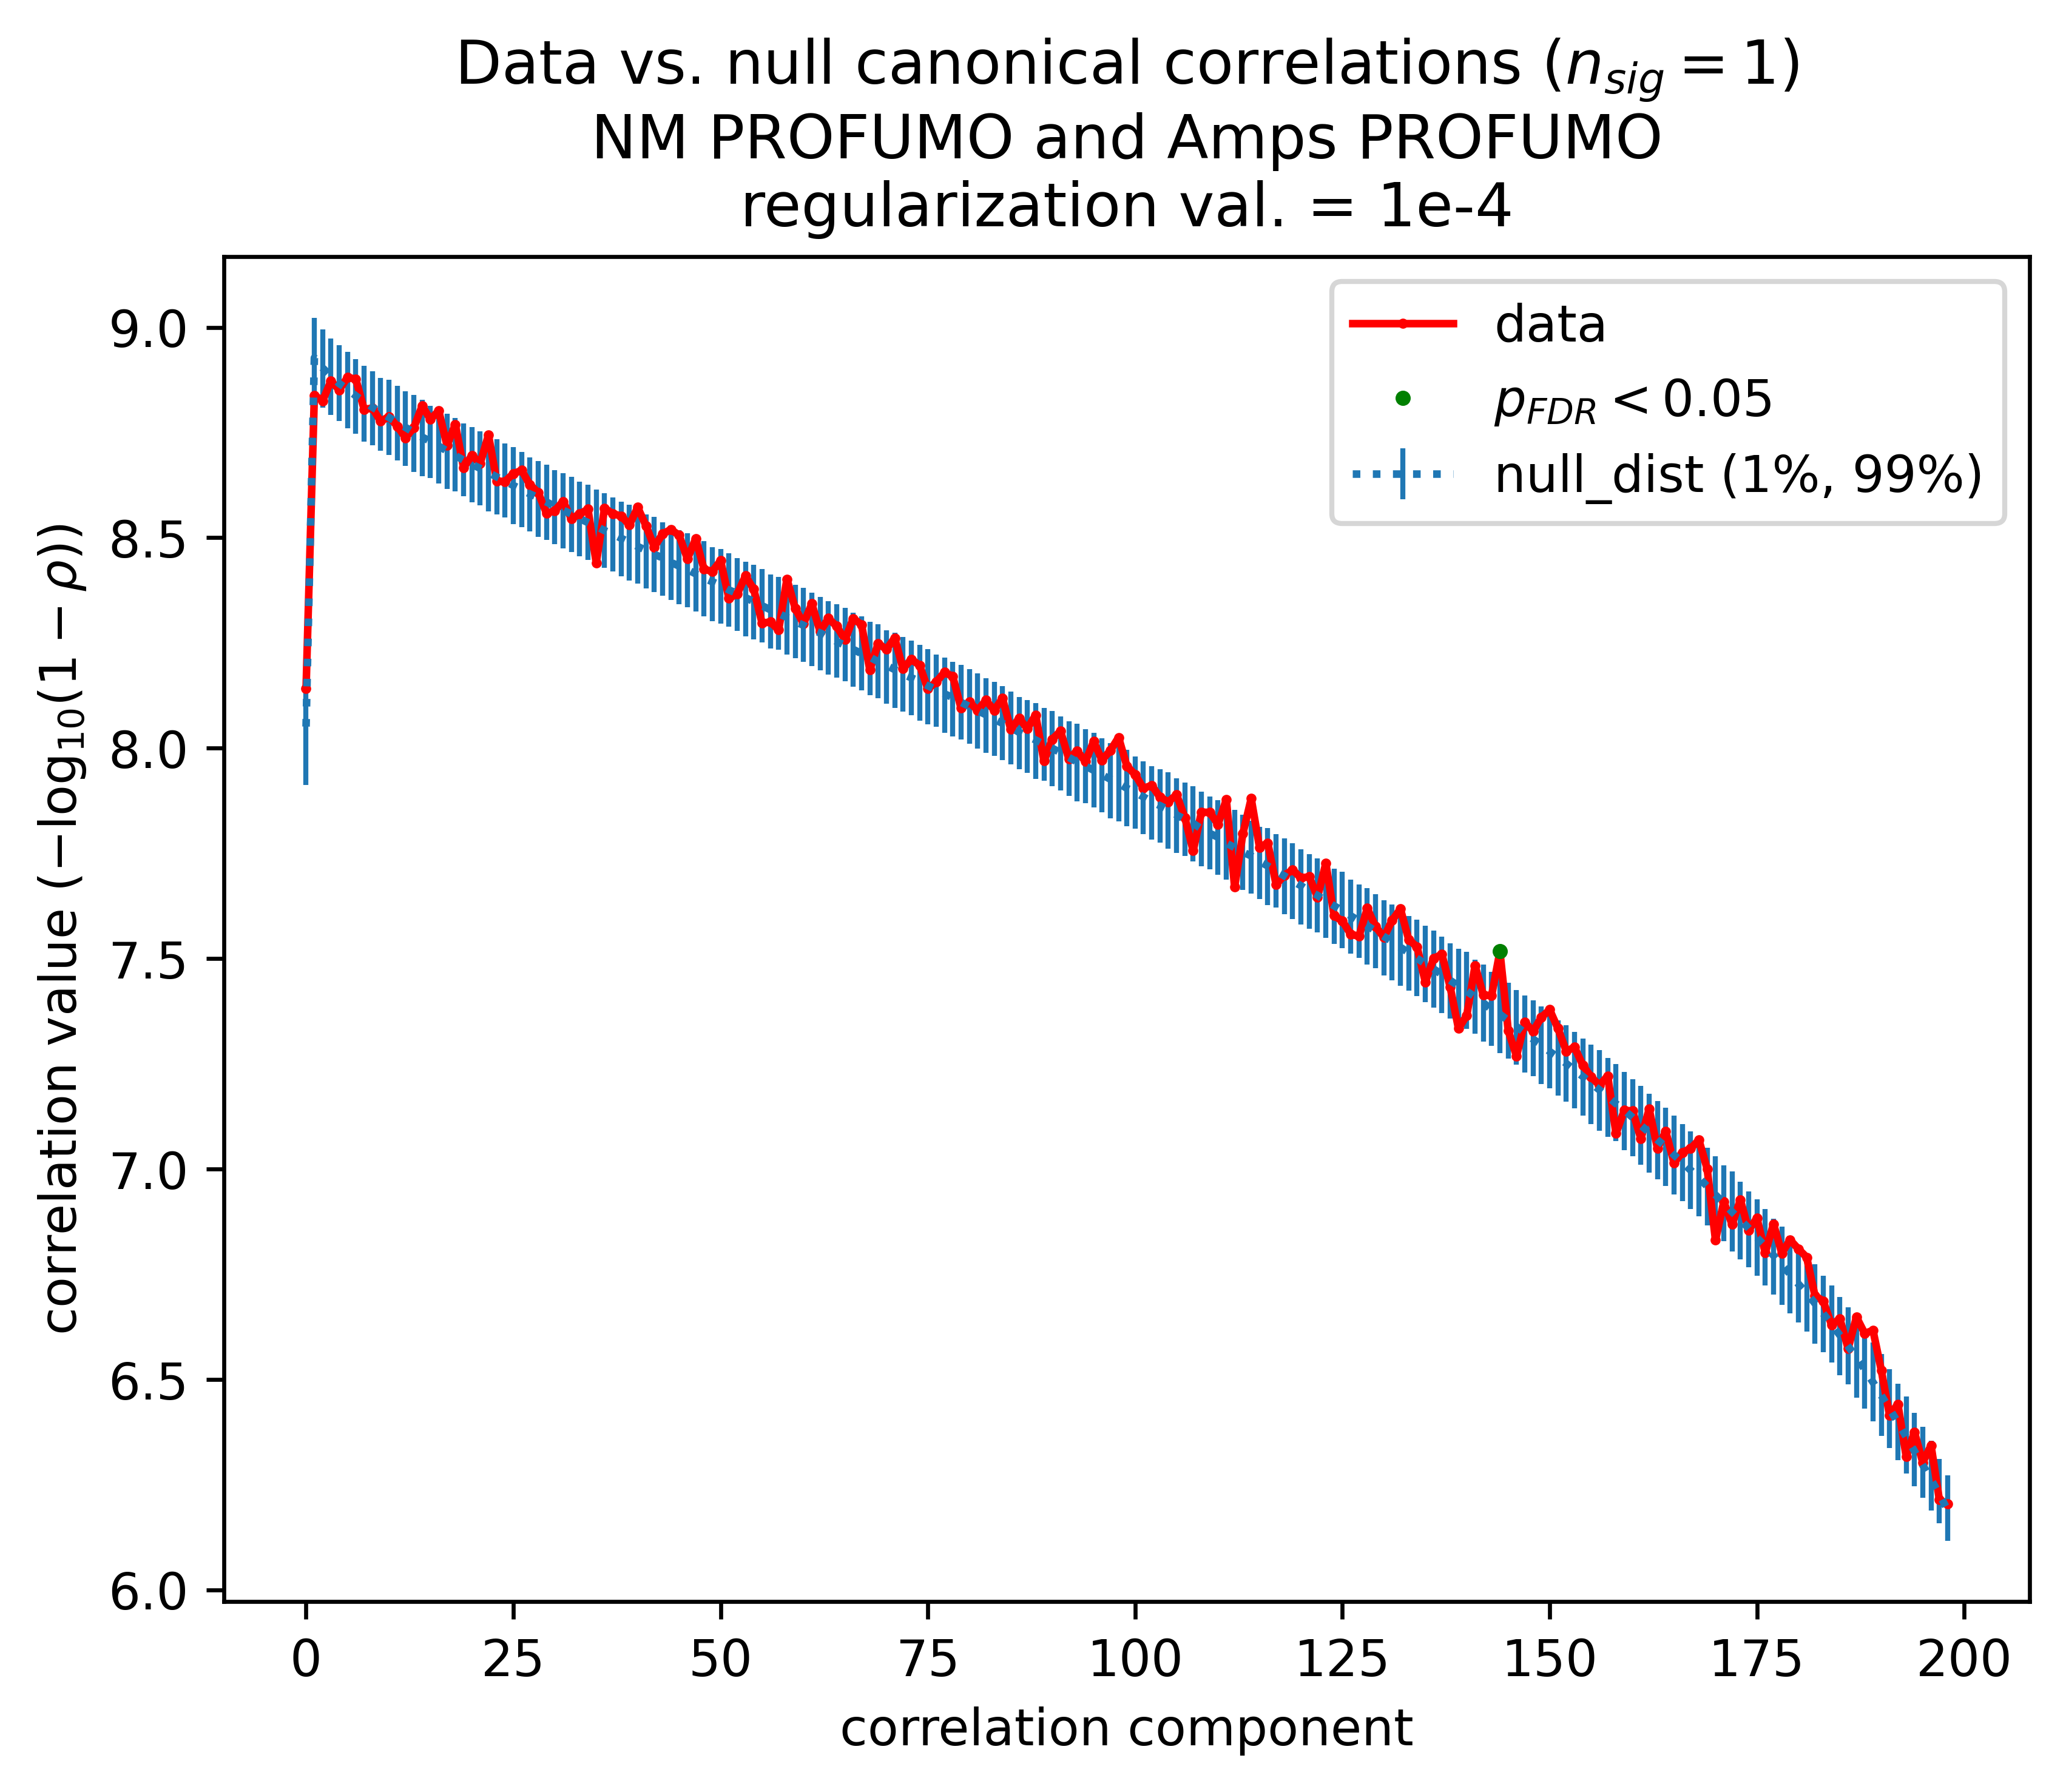 Data vs. null canonical correlations (n_sig = 1)
NM PROFUMO and Amps PROFUMO
regularization val. = 1e-4
data
p_FDR < 0.05
null_dist (1%, 99%)
correlation value (−log₁₀(1 − ρ))
9.0
8.5
8.0
7.5
7.0
6.5
6.0
0 25 50 75 100 125 150 175 200
correlation component